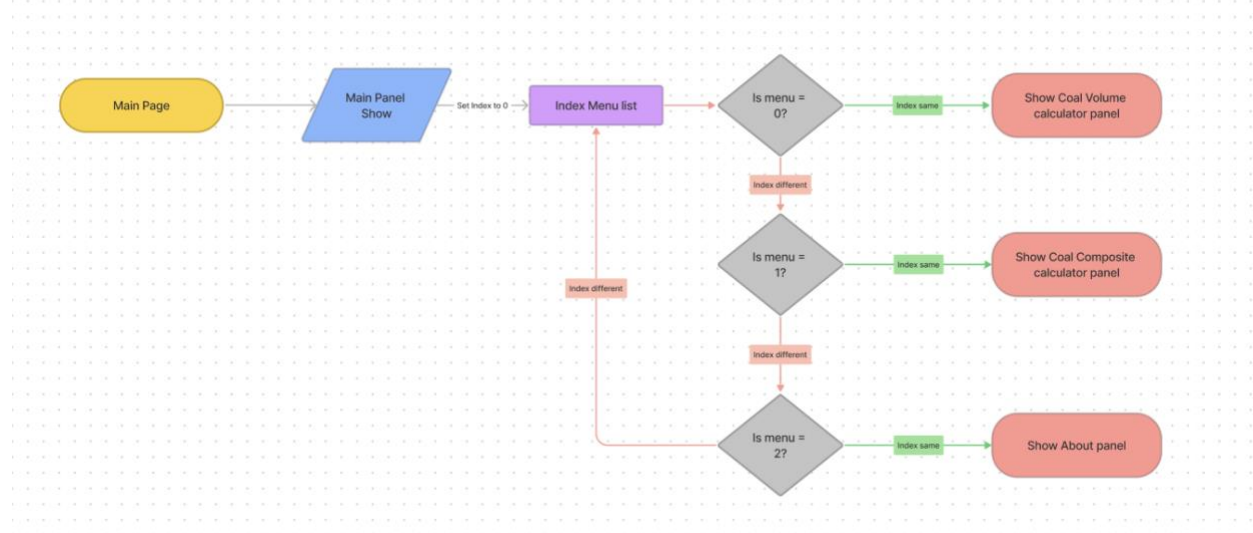 Main Page
Main Panel
Show
Set Index to 0
Index Menu list
Is menu =
0?
Index same
Show Coal Volume
calculator panel
Index different
Is menu =
1?
Index same
Show Coal Composite
calculator panel
Index different
Index different
Is menu =
2?
Index same
Show About panel